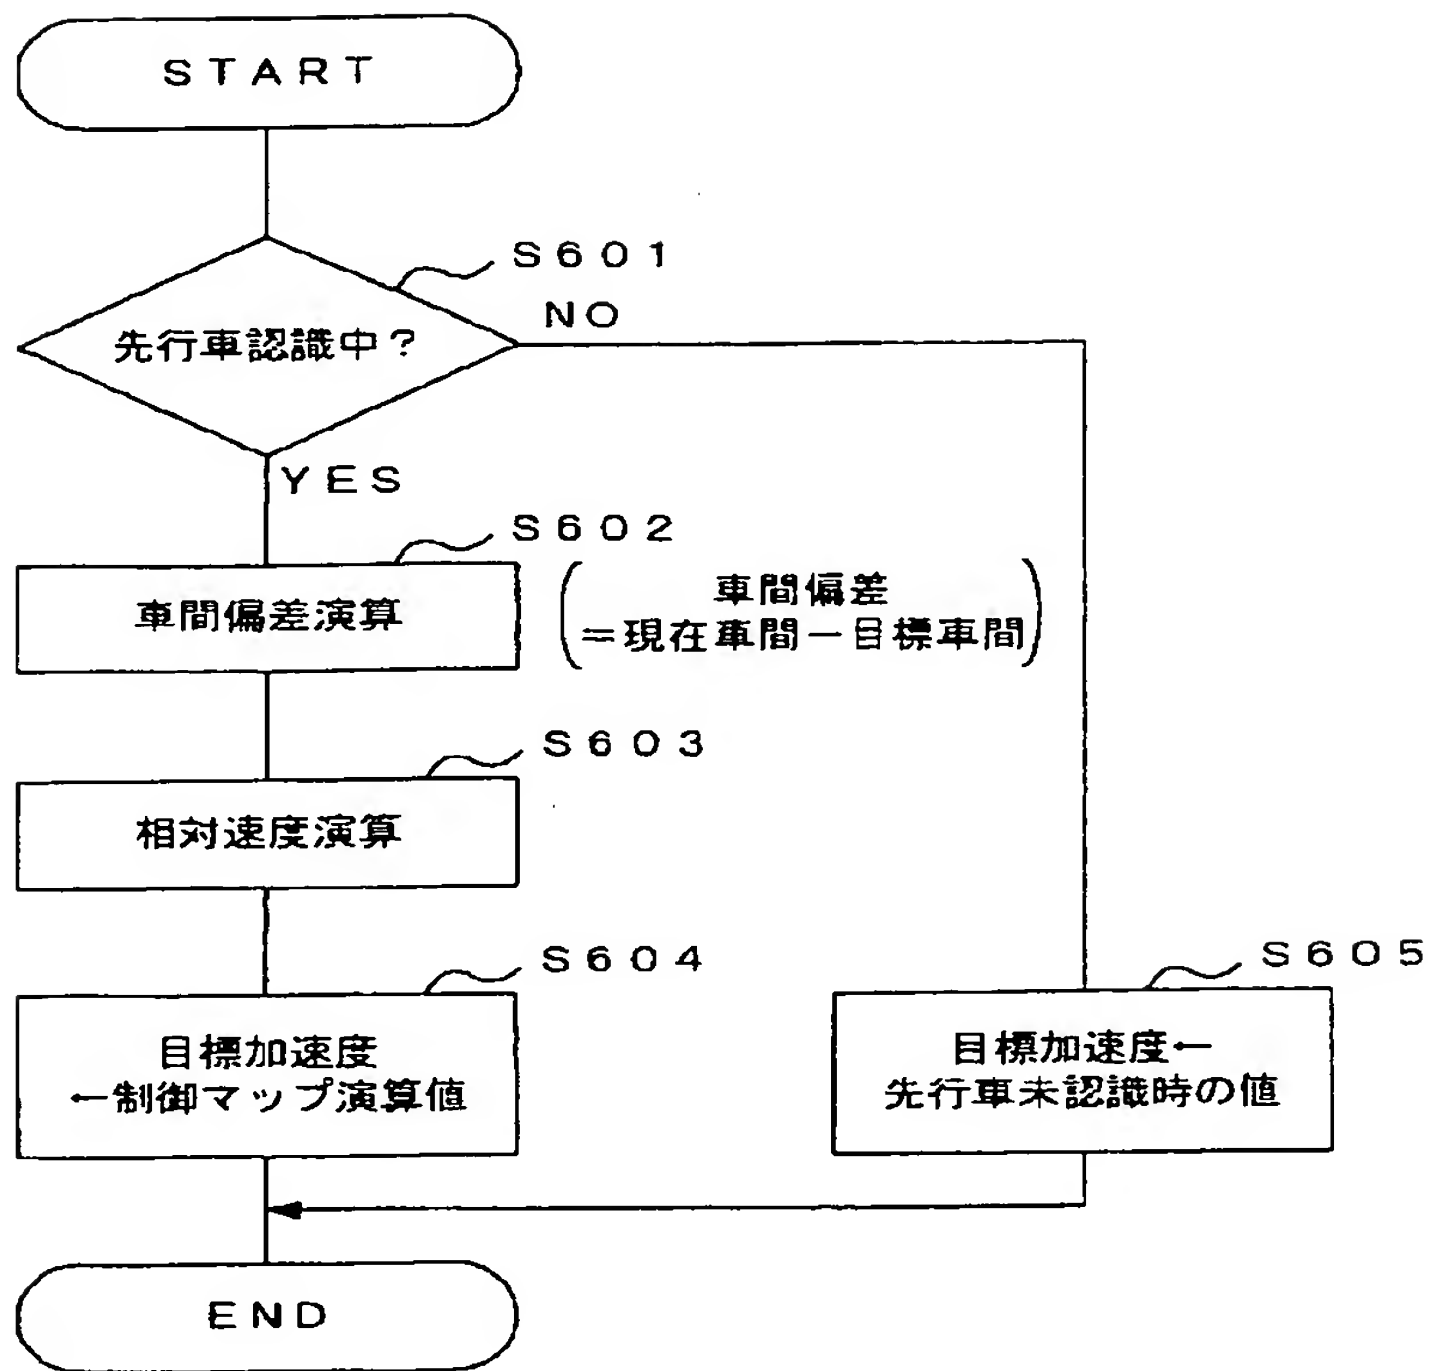 START
S601
先行車認識中?
NO
YES
S602
車間偏差演算
車間偏差
=現在車間-目標車間
S603
相対速度演算
S604
目標加速度
←制御マップ演算値
S605
目標加速度←
先行車未認識時の値
END